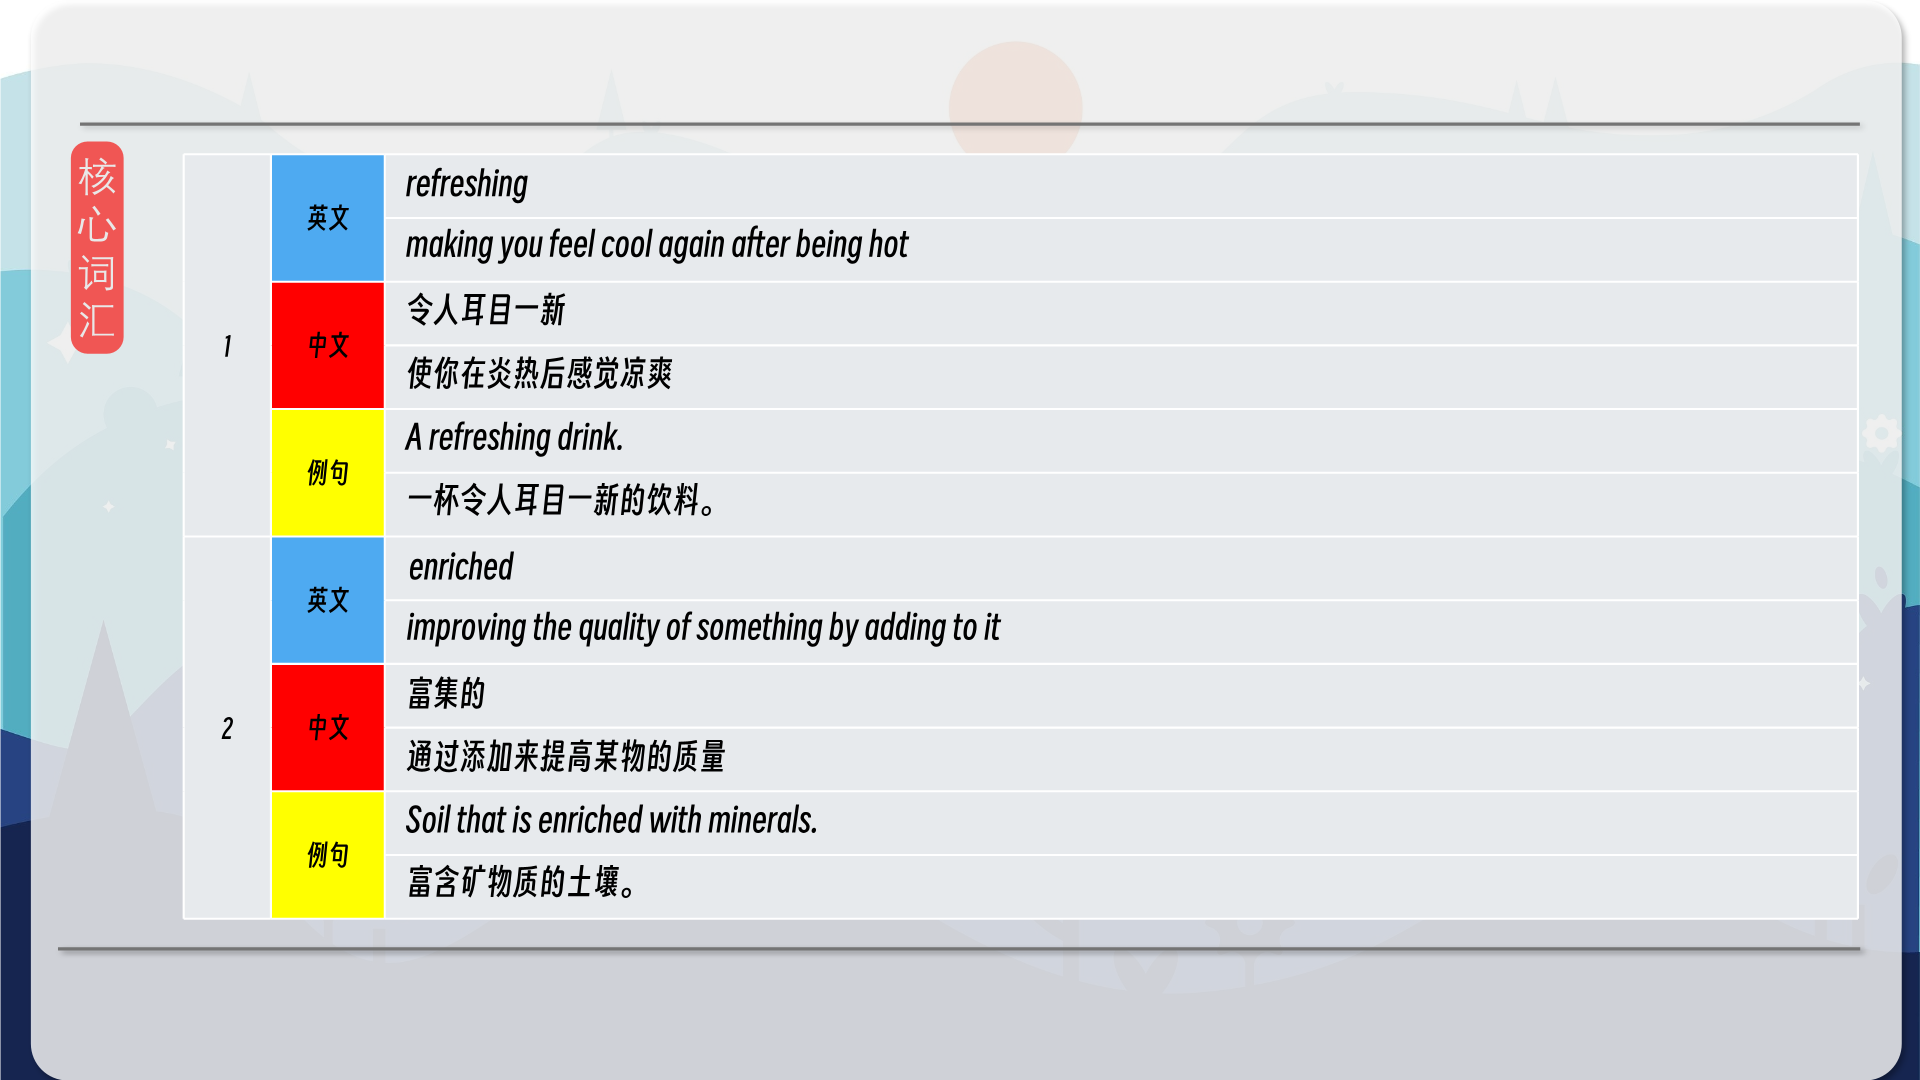 核
心
词
汇
1
英文
refreshing
making you feel cool again after being hot
中文
令人耳目一新
使你在炎热后感觉凉爽
例句
A refreshing drink.
一杯令人耳目一新的饮料。
2
英文
enriched
improving the quality of something by adding to it
中文
富集的
通过添加来提高某物的质量
例句
Soil that is enriched with minerals.
富含矿物质的土壤。